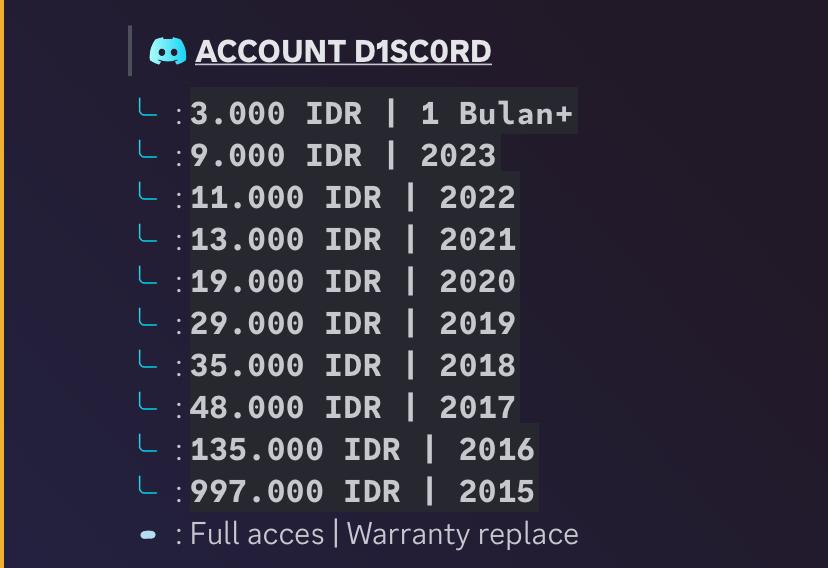 ACCOUNT D1SC0RD
: 3.000 IDR | 1 Bulan+
: 9.000 IDR | 2023
: 11.000 IDR | 2022
: 13.000 IDR | 2021
: 19.000 IDR | 2020
: 29.000 IDR | 2019
: 35.000 IDR | 2018
: 48.000 IDR | 2017
: 135.000 IDR | 2016
: 997.000 IDR | 2015
: Full acces | Warranty replace